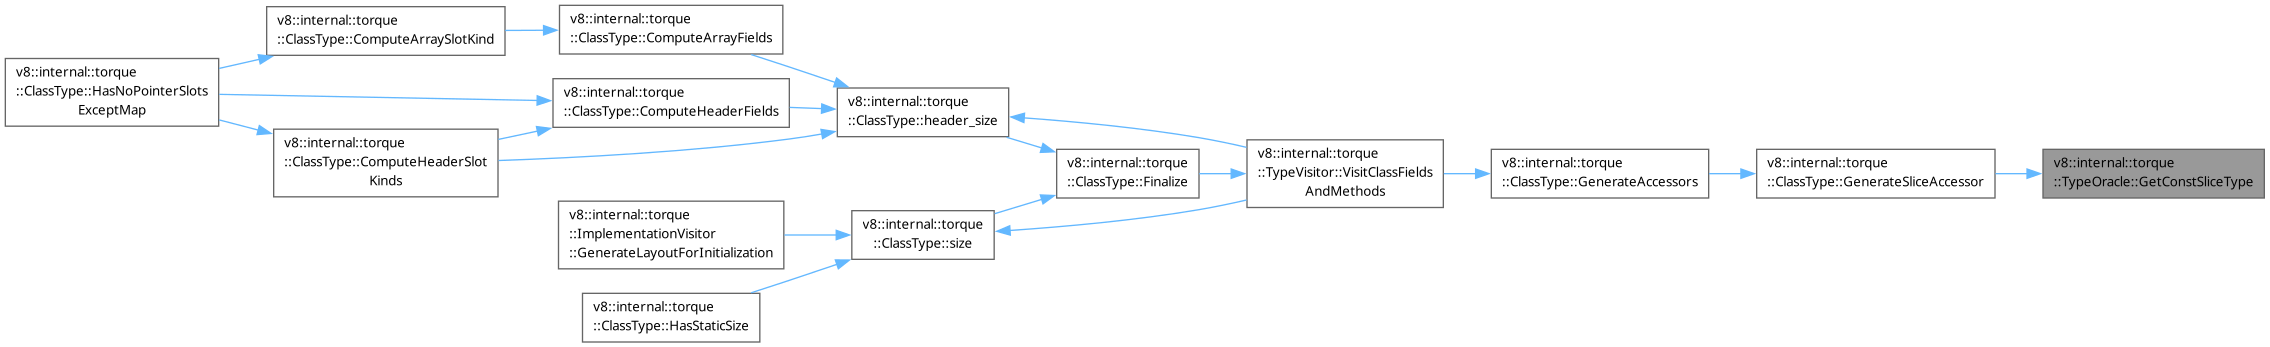 v8::internal::torque
::ClassType::HasNoPointerSlots
ExceptMap
v8::internal::torque
::ClassType::ComputeArraySlotKind
v8::internal::torque
::ClassType::ComputeHeaderSlot
Kinds
v8::internal::torque
::ClassType::ComputeArrayFields
v8::internal::torque
::ClassType::ComputeHeaderFields
v8::internal::torque
::ImplementationVisitor
::GenerateLayoutForInitialization
v8::internal::torque
::ClassType::HasStaticSize
v8::internal::torque
::ClassType::header_size
v8::internal::torque
::ClassType::size
v8::internal::torque
::ClassType::Finalize
v8::internal::torque
::TypeVisitor::VisitClassFields
AndMethods
v8::internal::torque
::ClassType::GenerateAccessors
v8::internal::torque
::ClassType::GenerateSliceAccessor
v8::internal::torque
::TypeOracle::GetConstSliceType